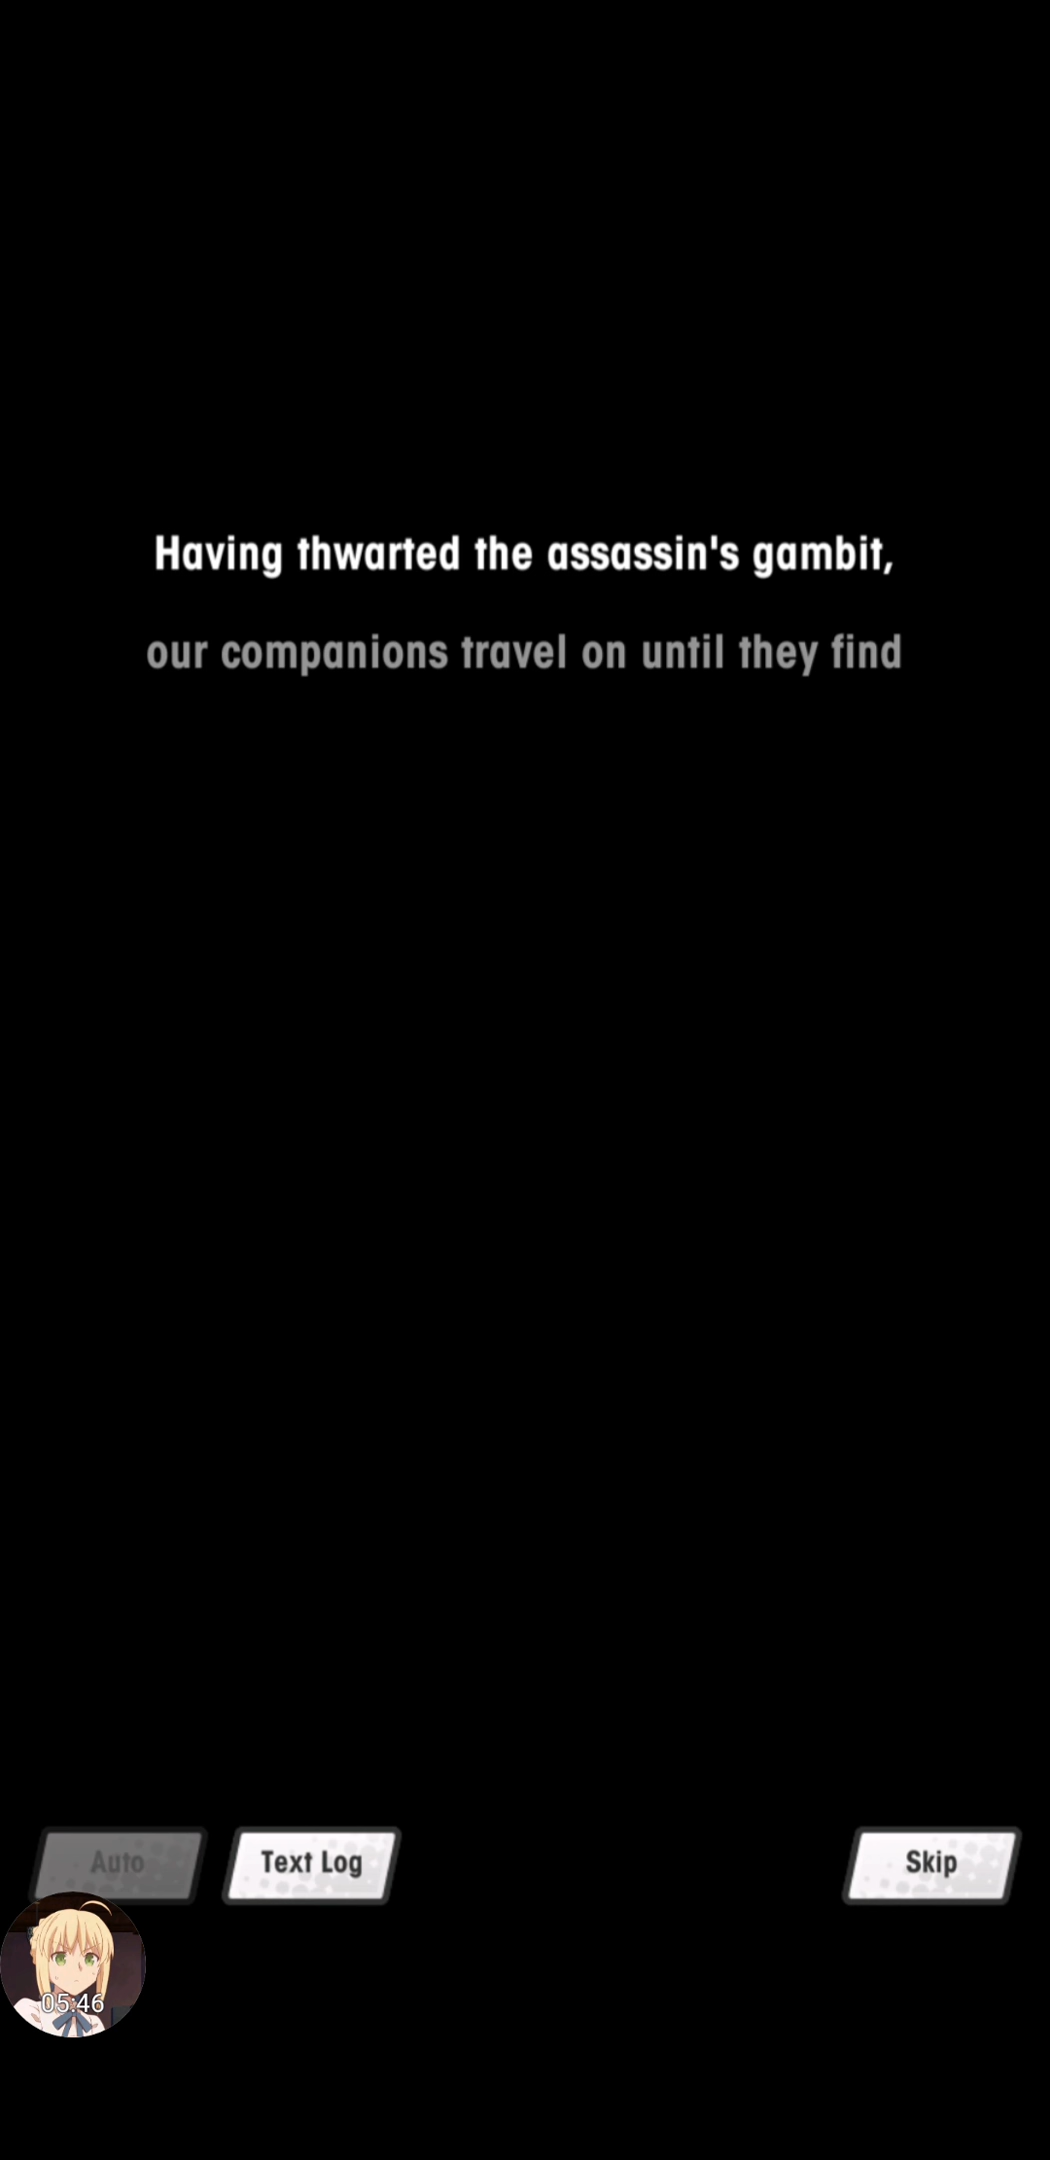 Having thwarted the assassin's gambit,
our companions travel on until they find
Auto
Text Log
Skip
05:46